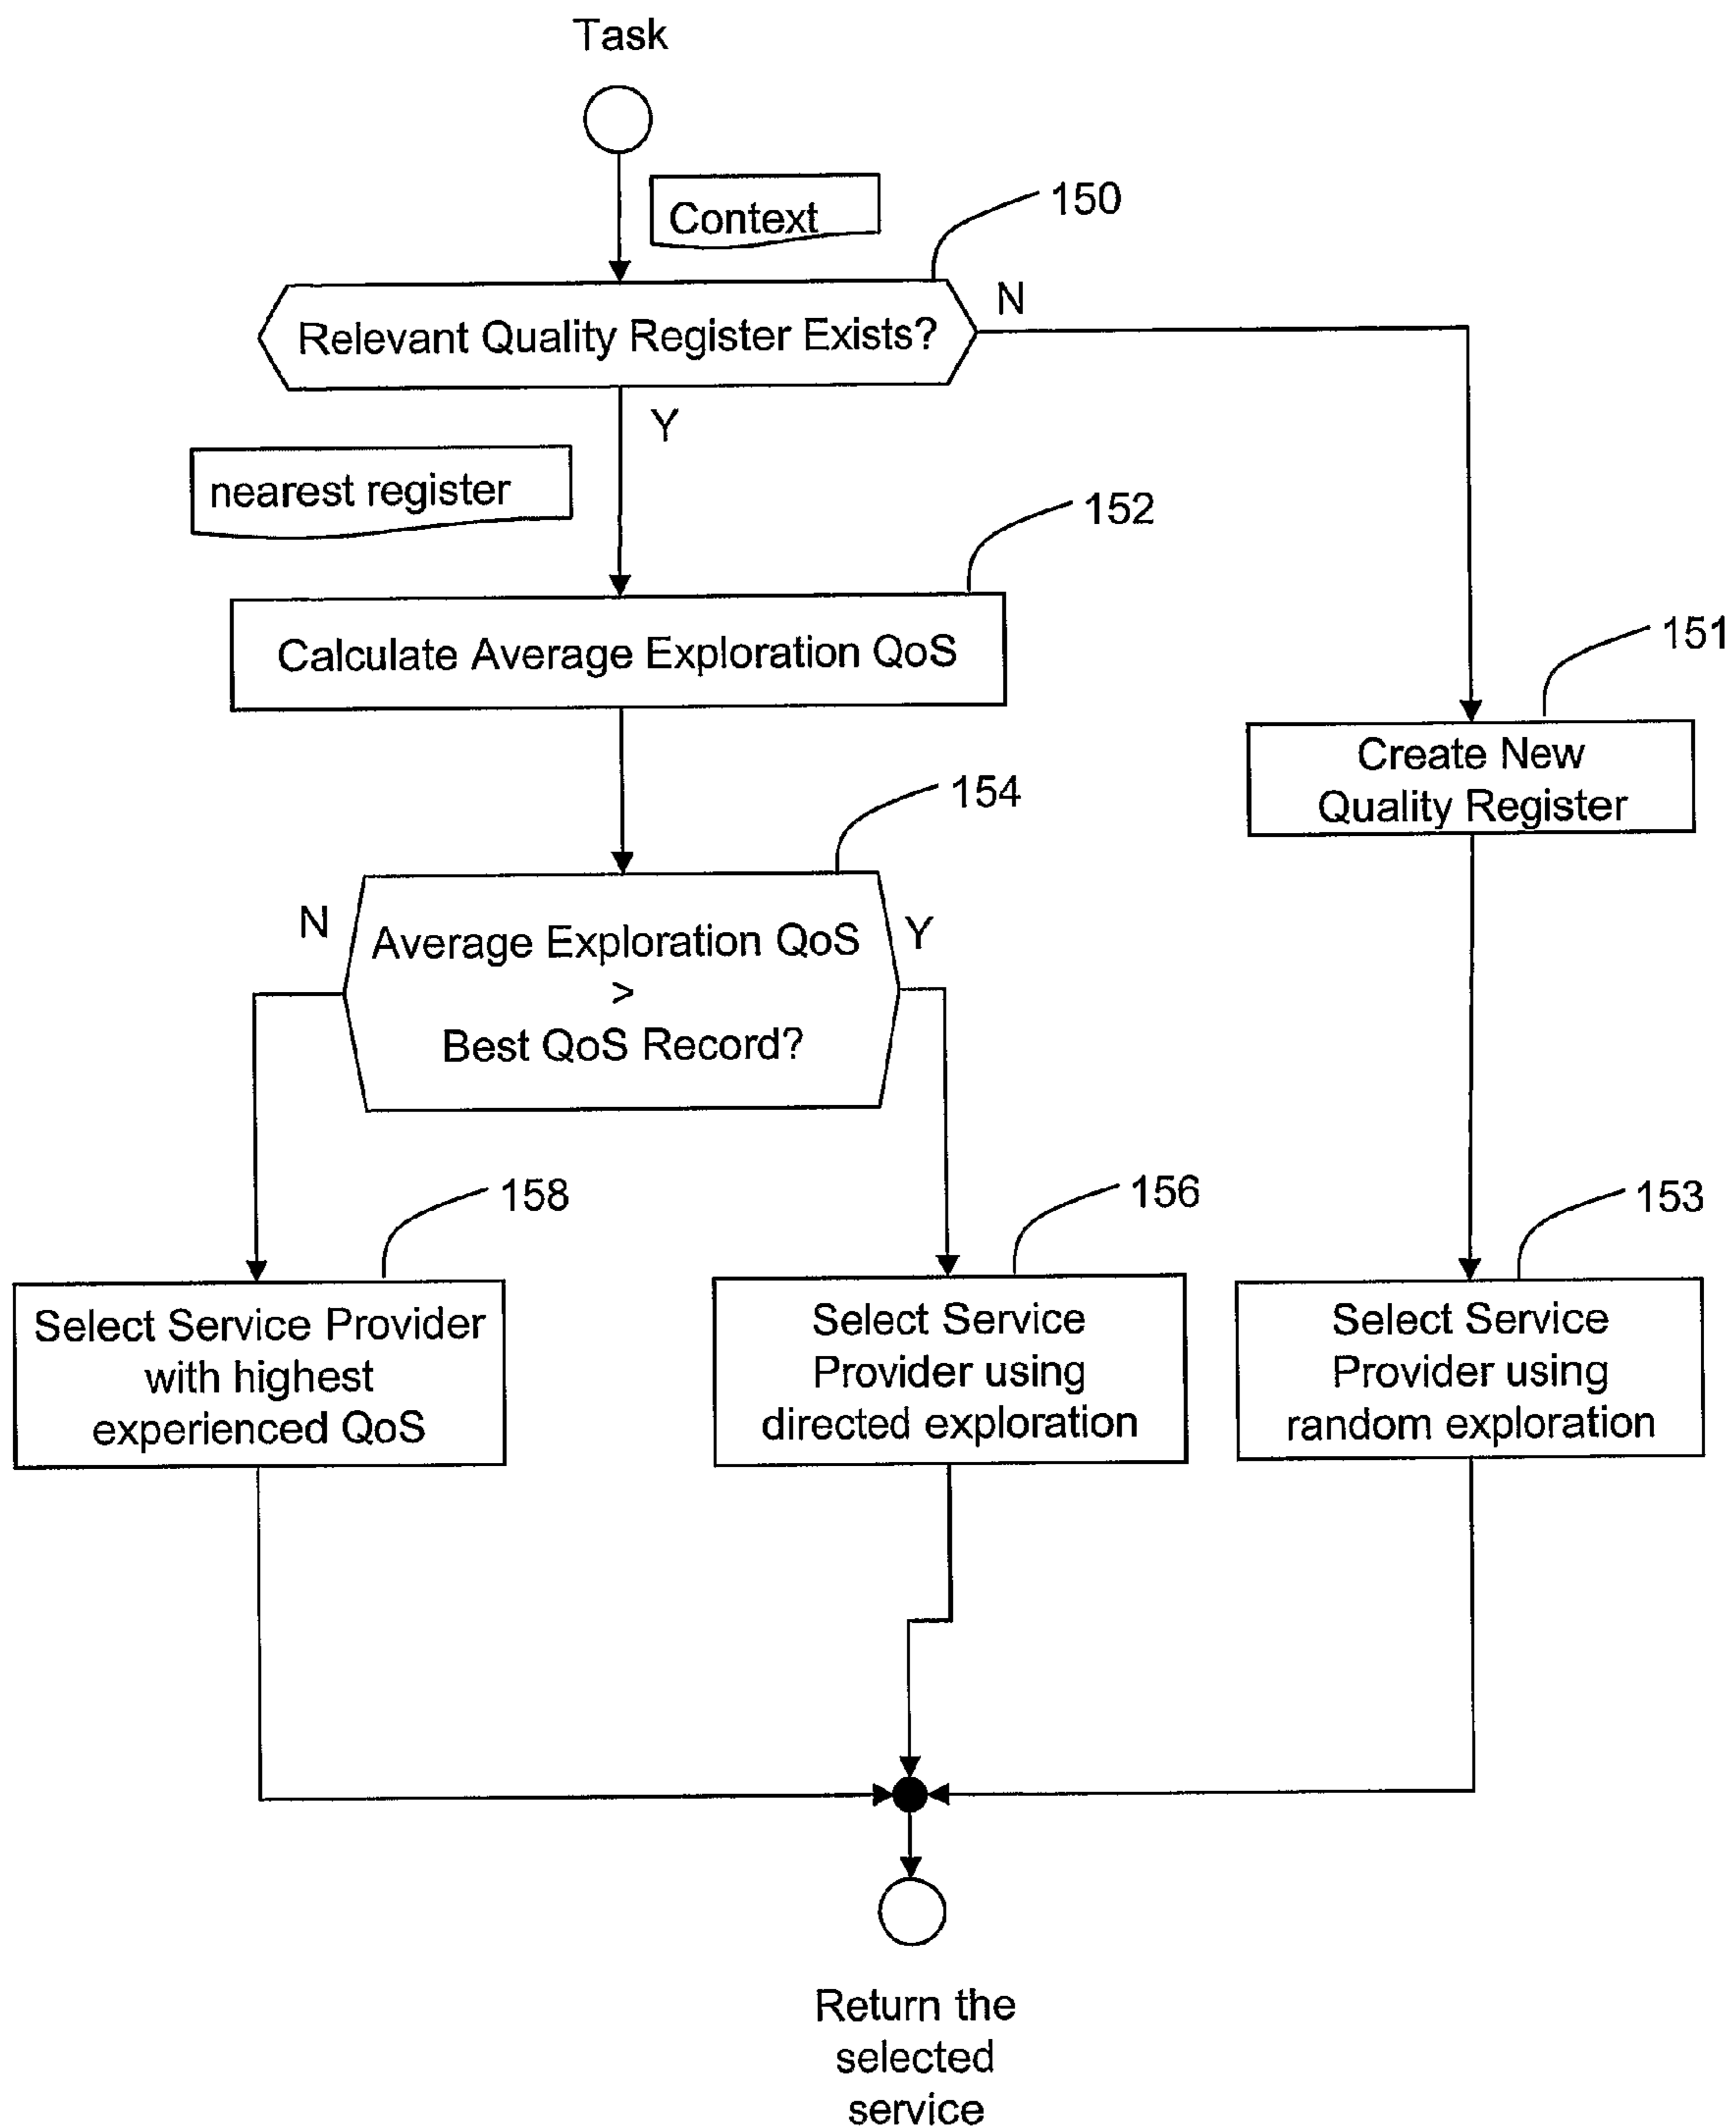 Task
Context
150
Relevant Quality Register Exists?
N
Y
nearest register
152
Calculate Average Exploration QoS
151
Create New
Quality Register
154
N
Average Exploration QoS
>
Best QoS Record?
Y
158
Select Service Provider
with highest
experienced QoS
156
Select Service
Provider using
directed exploration
153
Select Service
Provider using
random exploration
Return the
selected
service